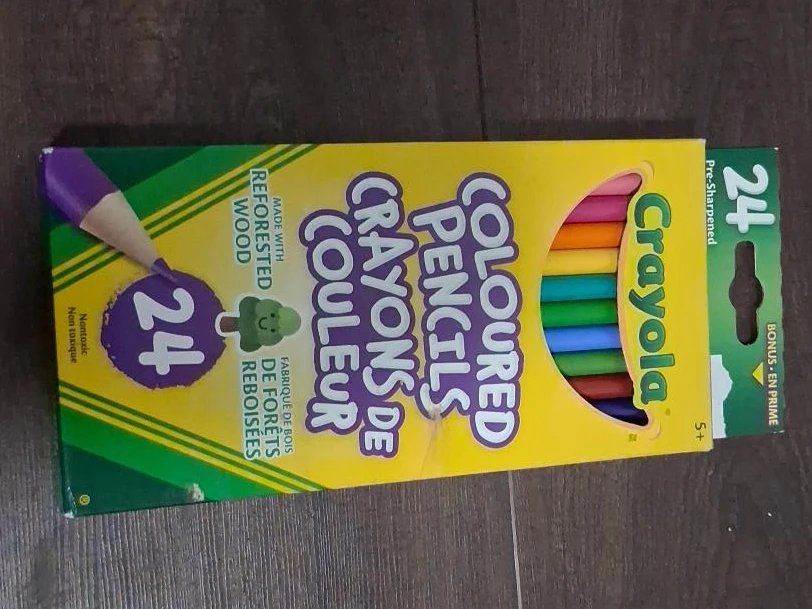 24
Pre-Sharpened
BONUS • EN PRIME
Crayola
5+
COLOURED
PENCILS
CRAYONS DE
COULEUR
MADE WITH
REFORESTED
WOOD
FABRIQUÉ DE BOIS
DE FORÊTS
REBOISÉES
24
Nontoxic
Non toxique